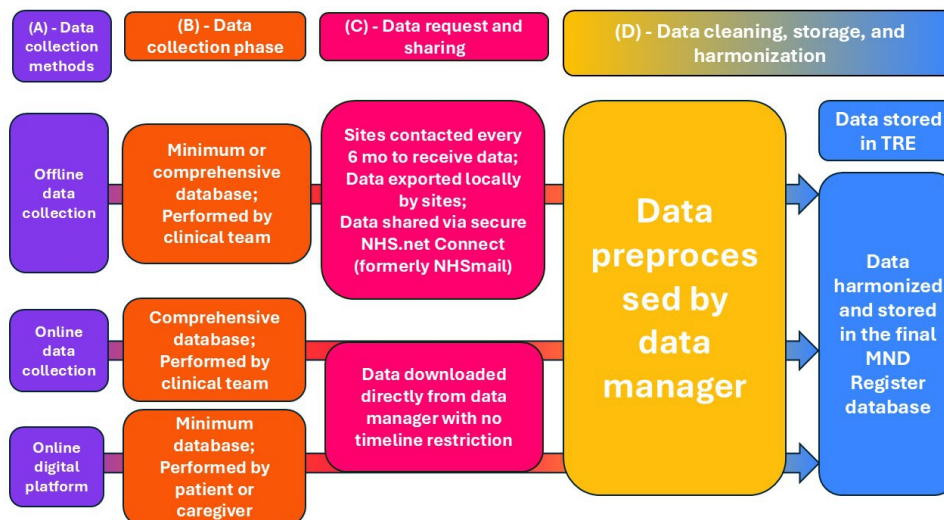 (A) - Data
collection
methods
(B) - Data
collection phase
(C) - Data request and
sharing
(D) - Data cleaning, storage, and
harmonization
Offline
data
collection
Minimum or
comprehensive
database;
Performed by
clinical team
Sites contacted every
6 mo to receive data;
Data exported locally
by sites;
Data shared via secure
NHS.net Connect
(formerly NHSmail)
Data
preproces
sed by
data
manager
Data stored
in TRE
Data
harmonized
and stored
in the final
MND
Register
database
Online
data
collection
Comprehensive
database;
Performed by
clinical team
Data downloaded
directly from data
manager with no
timeline restriction
Online
digital
platform
Minimum
database;
Performed by
patient or
caregiver